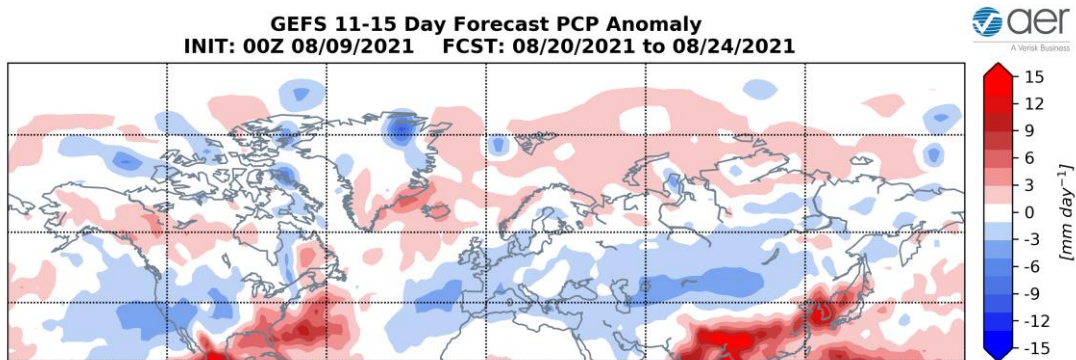 GEFS 11-15 Day Forecast PCP Anomaly
INIT: 00Z 08/09/2021 FCST: 08/20/2021 to 08/24/2021
aer
A Verisk Business
15
12
9
6
3
0
-3
-6
-9
-12
-15
[mm day⁻¹]